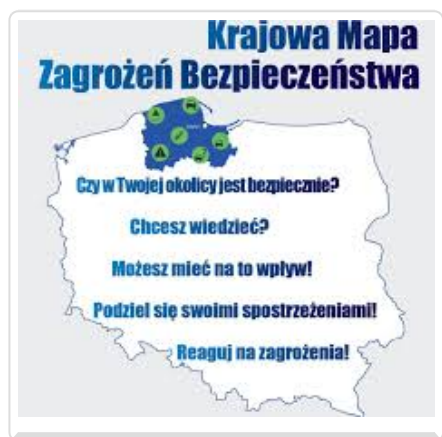 Krajowa Mapa
Zagrożeń Bezpieczeństwa
Czy w Twojej okolicy jest bezpiecznie?
Chcesz wiedzieć?
Możesz mieć na to wpływ!
Podziel się swoimi spostrzeżeniami!
Reaguj na zagrożenia!